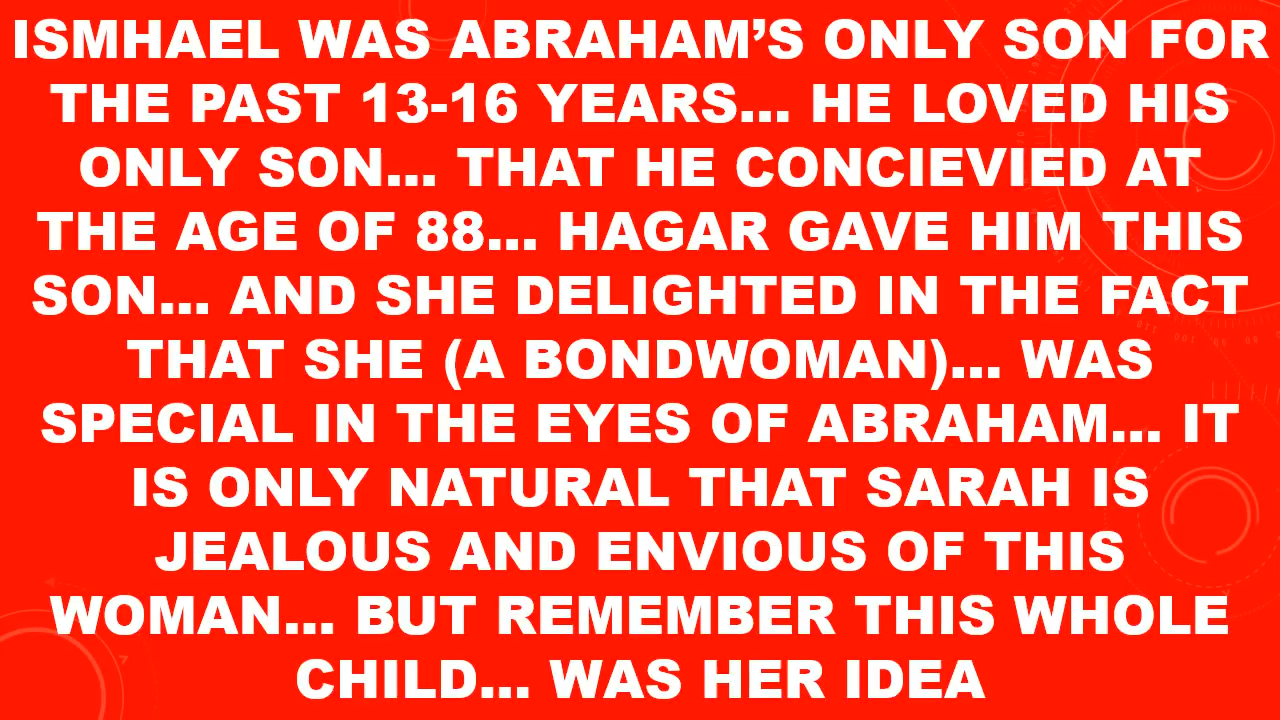 ISMHAEL WAS ABRAHAM'S ONLY SON FOR
THE PAST 13-16 YEARS... HE LOVED HIS
ONLY SON... THAT HE CONCIEVIED AT
THE AGE OF 88... HAGAR GAVE HIM THIS
SON... AND SHE DELIGHTED IN THE FACT
THAT SHE (A BONDWOMAN)... WAS
SPECIAL IN THE EYES OF ABRAHAM... IT
IS ONLY NATURAL THAT SARAH IS
JEALOUS AND ENVIOUS OF THIS
WOMAN... BUT REMEMBER THIS WHOLE
CHILD... WAS HER IDEA